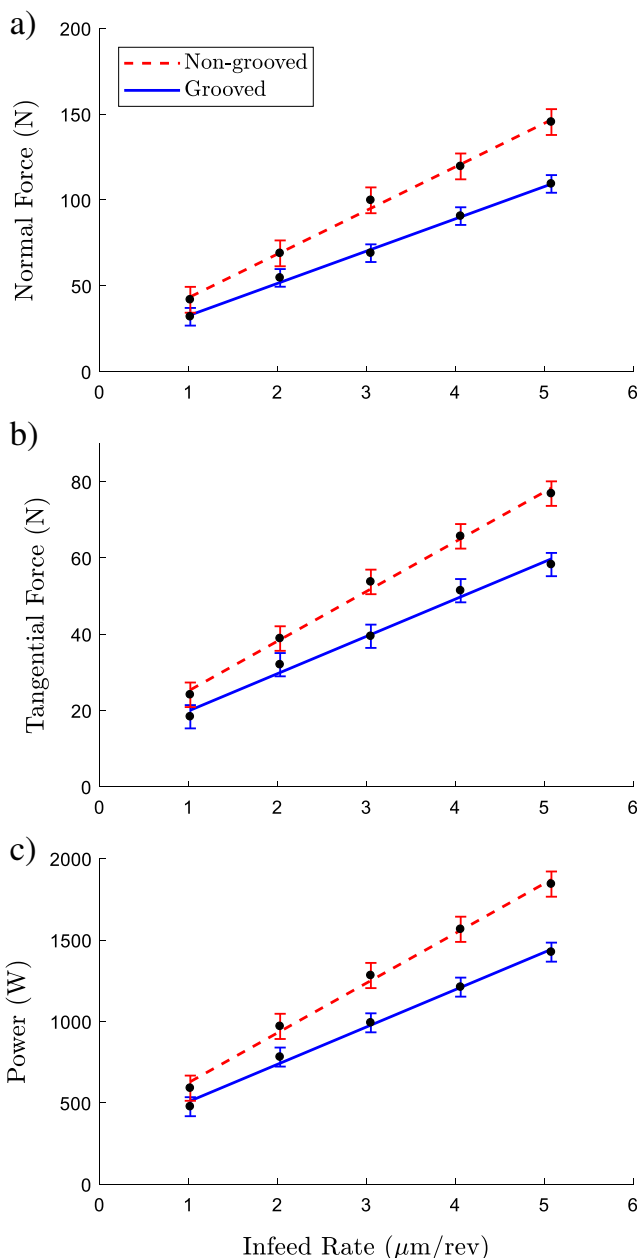 a)
200
150
100
50
0
Normal Force (N)
Non-grooved
Grooved
0 1 2 3 4 5 6
b)
80
60
40
20
0
Tangential Force (N)
0 1 2 3 4 5 6
c)
2000
1500
1000
500
0
Power (W)
0 1 2 3 4 5 6
Infeed Rate (μm/rev)